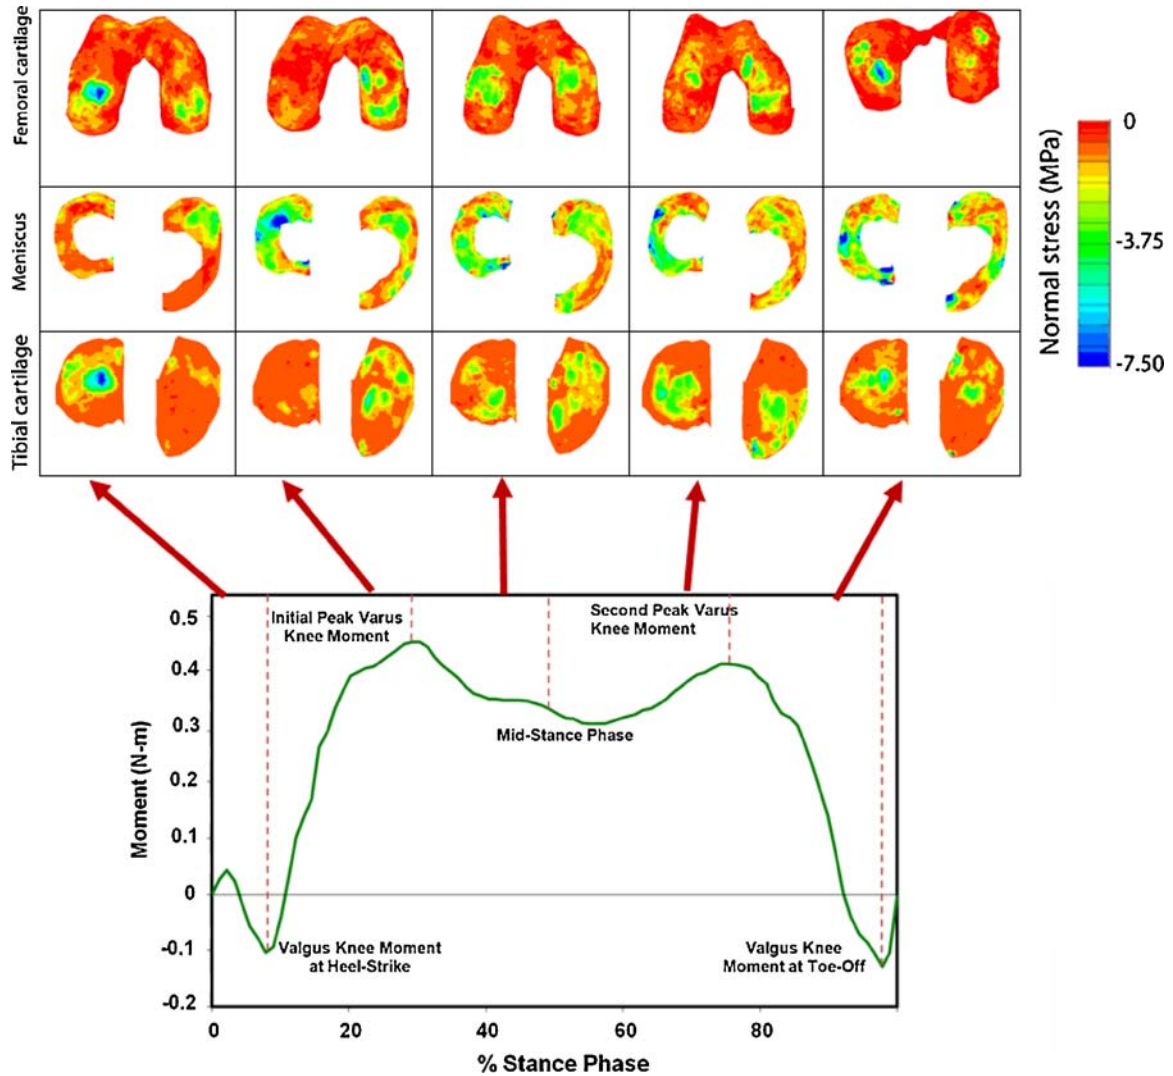 Femoral cartilage
Meniscus
Tibial cartilage
Normal stress (MPa)
0
-3.75
-7.50
Initial Peak Varus
Knee Moment
Second Peak Varus
Knee Moment
Mid-Stance Phase
Valgus Knee Moment
at Heel-Strike
Valgus Knee
Moment at Toe-Off
Moment (N-m)
0.5
0.4
0.3
0.2
0.1
0
-0.1
-0.2
0
20
40
60
80
% Stance Phase